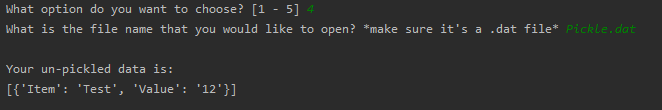 What option do you want to choose? [1 - 5] 4
What is the file name that you would like to open? *make sure it's a .dat file* Pickle.dat
Your un-pickled data is:
[{'Item': 'Test', 'Value': '12'}]